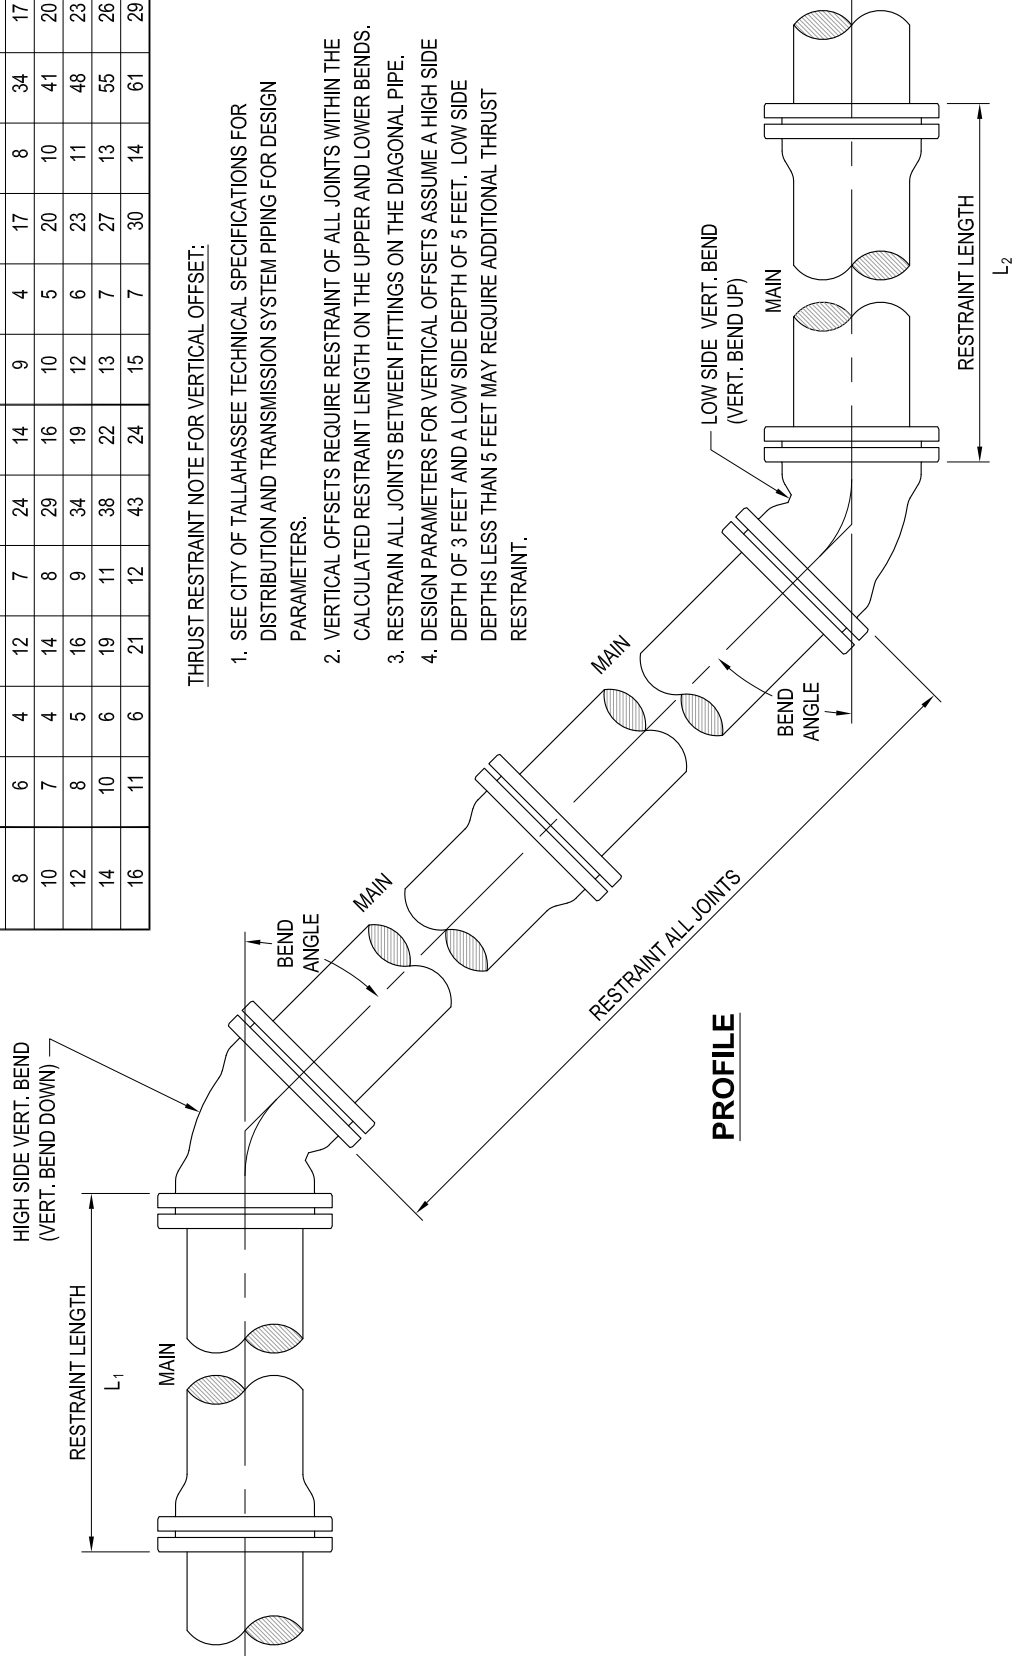 8 6 4 12 7 24 14 9 4 17 8 34 17
10 7 4 14 8 29 16 10 5 20 10 41 20
12 8 5 16 9 34 19 12 6 23 11 48 23
14 10 6 19 11 38 22 13 7 27 13 55 26
16 11 6 21 12 43 24 15 7 30 14 61 29
THRUST RESTRAINT NOTE FOR VERTICAL OFFSET:
1. SEE CITY OF TALLAHASSEE TECHNICAL SPECIFICATIONS FOR
DISTRIBUTION AND TRANSMISSION SYSTEM PIPING FOR DESIGN
PARAMETERS.
2. VERTICAL OFFSETS REQUIRE RESTRAINT OF ALL JOINTS WITHIN THE
CALCULATED RESTRAINT LENGTH ON THE UPPER AND LOWER BENDS.
3. RESTRAIN ALL JOINTS BETWEEN FITTINGS ON THE DIAGONAL PIPE.
4. DESIGN PARAMETERS FOR VERTICAL OFFSETS ASSUME A HIGH SIDE
DEPTH OF 3 FEET AND A LOW SIDE DEPTH OF 5 FEET. LOW SIDE
DEPTHS LESS THAN 5 FEET MAY REQUIRE ADDITIONAL THRUST
RESTRAINT.
HIGH SIDE VERT. BEND
(VERT. BEND DOWN)
RESTRAINT LENGTH
L₁
MAIN
BEND
ANGLE
MAIN
MAIN
RESTRAINT ALL JOINTS
BEND
ANGLE
LOW SIDE VERT. BEND
(VERT. BEND UP)
MAIN
RESTRAINT LENGTH
L₂
PROFILE